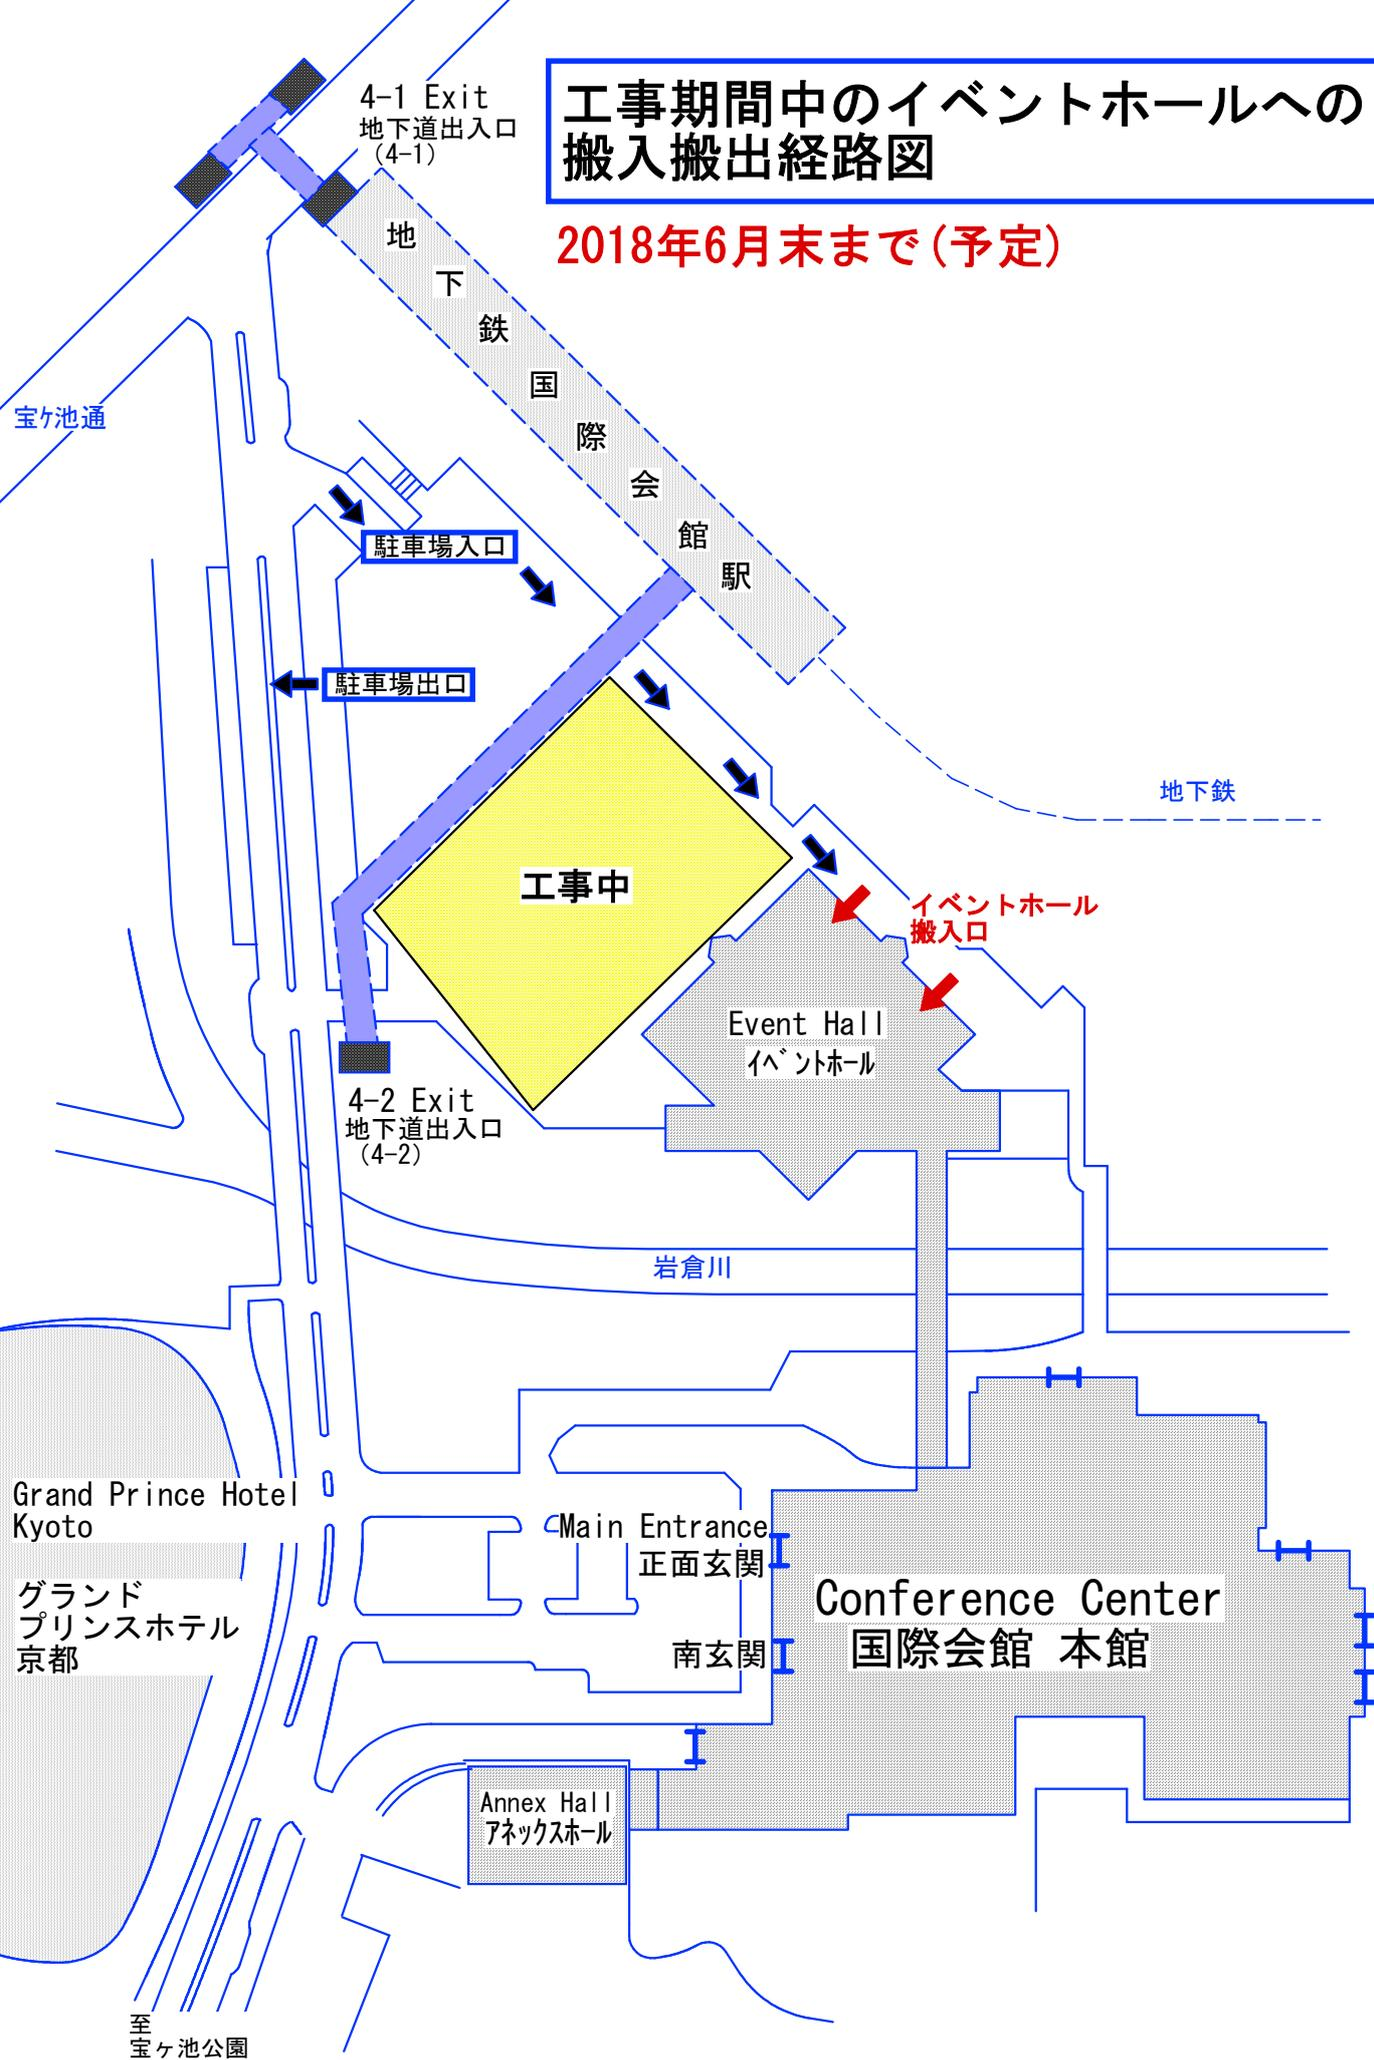 工事期間中のイベントホールへの
搬入搬出経路図
2018年6月末まで(予定)
4-1 Exit
地下道出入口
(4-1)
地下鉄国際会館駅
宝ケ池通
駐車場入口
駐車場出口
地下鉄
工事中
イベントホール
搬入口
Event Hall
イベントホール
4-2 Exit
地下道出入口
(4-2)
岩倉川
Grand Prince Hotel
Kyoto
グランド
プリンスホテル
京都
Main Entrance
正面玄関
南玄関
Conference Center
国際会館 本館
Annex Hall
アネックスホール
至
宝ヶ池公園